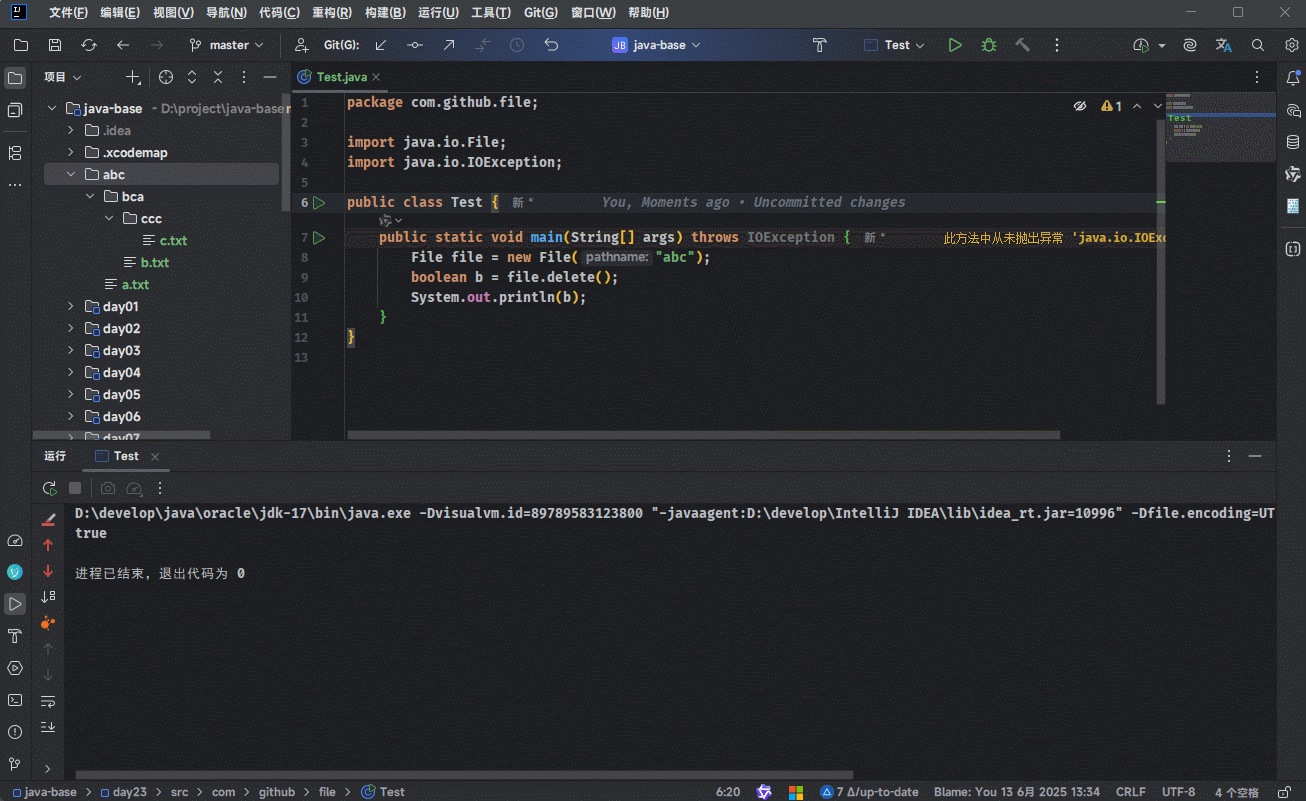 文件(F) 编辑(E) 视图(V) 导航(N) 代码(C) 重构(R) 构建(B) 运行(U) 工具(T) Git(G) 窗口(W) 帮助(H)
master Git(G): JB java-base Test
项目
Test.java
java-base - D:\project\java-base
.idea
.xcodemap
abc
bca
ccc
c.txt
b.txt
a.txt
day01
day02
day03
day04
day05
day06
day07
1 package com.github.file;
2
3 import java.io.File;
4 import java.io.IOException;
5
6 public class Test { 新 * You, Moments ago • Uncommitted changes
7 public static void main(String[] args) throws IOException { 新 * 此方法中从未抛出异常 'java.io.IOExc
8 File file = new File( pathname: "abc");
9 boolean b = file.delete();
10 System.out.println(b);
11 }
12 }
13
1
Test
运行 Test
D:\develop\java\oracle\jdk-17\bin\java.exe -Dvisualvm.id=89789583123800 "-javaagent:D:\develop\IntelliJ IDEA\lib\idea_rt.jar=10996" -Dfile.encoding=UT
true
进程已结束，退出代码为 0
java-base > day23 > src > com > github > file > Test 6:20 7 Δ/up-to-date Blame: You 13 6月 2025 13:34 CRLF UTF-8 4 个空格